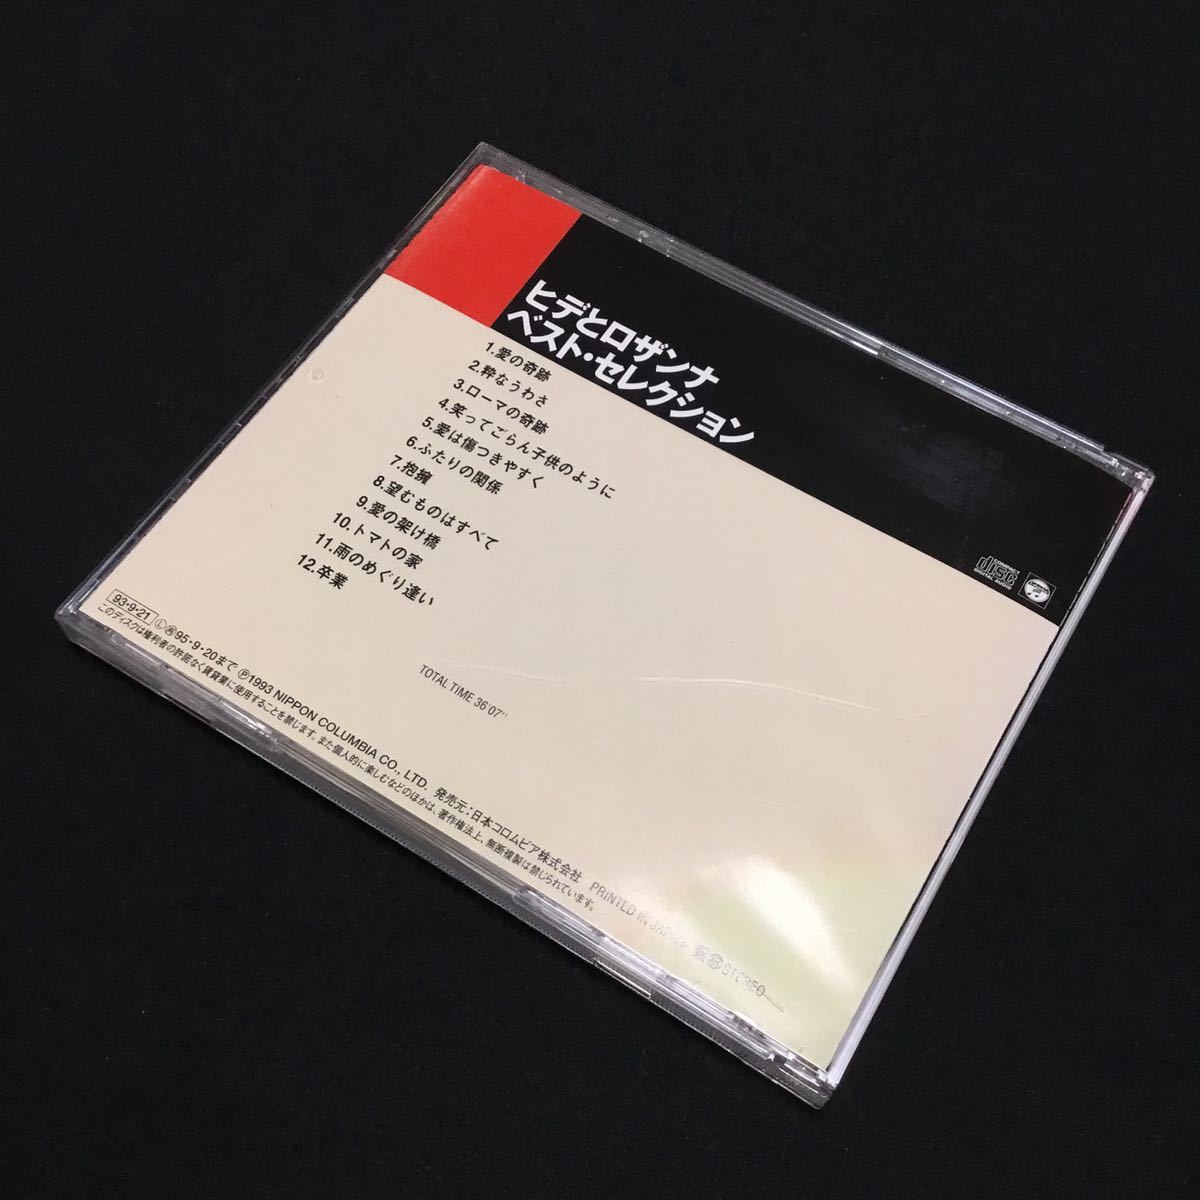 ヒデとロザンナ
ベスト・セレクション
1.愛の奇跡
2.粋なうわさ
3.ローマの奇跡
4.笑ってごらん子供のように
5.愛は傷つきやすく
6.ふたりの関係
7.抱擁
8.望むものはすべて
9.愛の架け橋
10.トマトの家
11.雨のめぐり逢い
12.卒業
COMPACT
disc
DIGITAL AUDIO
TOTAL TIME 36'07''
93・9・21 Ⓛ 95・9・20まで ℗1993 NIPPON COLUMBIA CO., LTD. 発売元：日本コロムビア株式会社 PRINTED IN JAPAN STEREO
このディスクは権利者の許諾なく賃貸業に使用することを禁じます。また個人的に楽しむなどのほかは、著作権法上、無断複製は禁じられています。